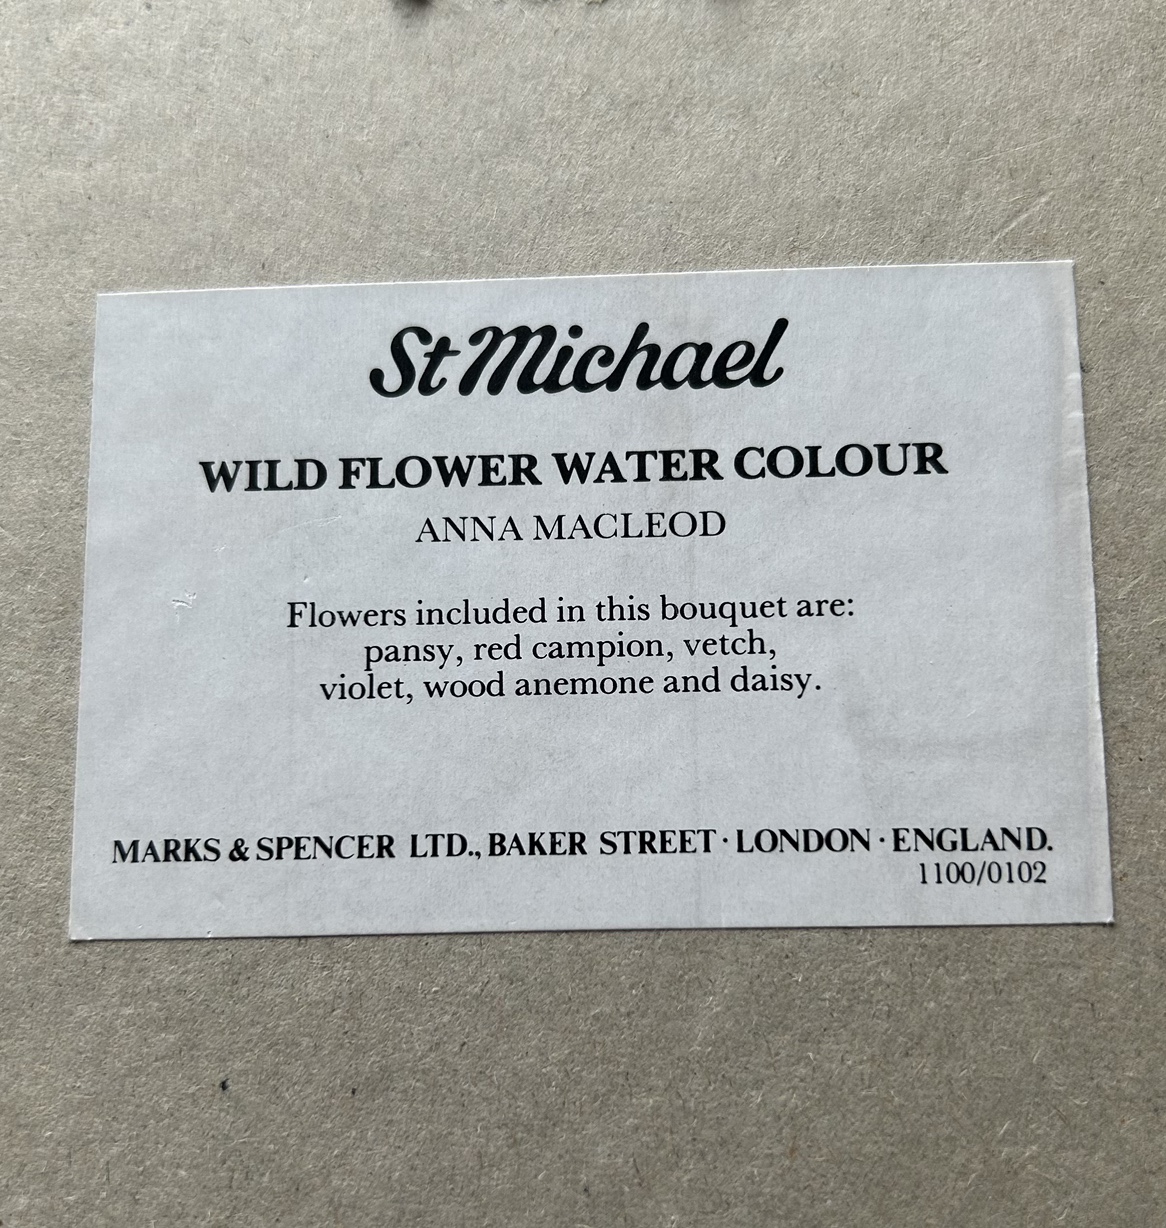 St Michael
WILD FLOWER WATER COLOUR
ANNA MACLEOD
Flowers included in this bouquet are:
pansy, red campion, vetch,
violet, wood anemone and daisy.
MARKS & SPENCER LTD., BAKER STREET · LONDON · ENGLAND.
1100/0102